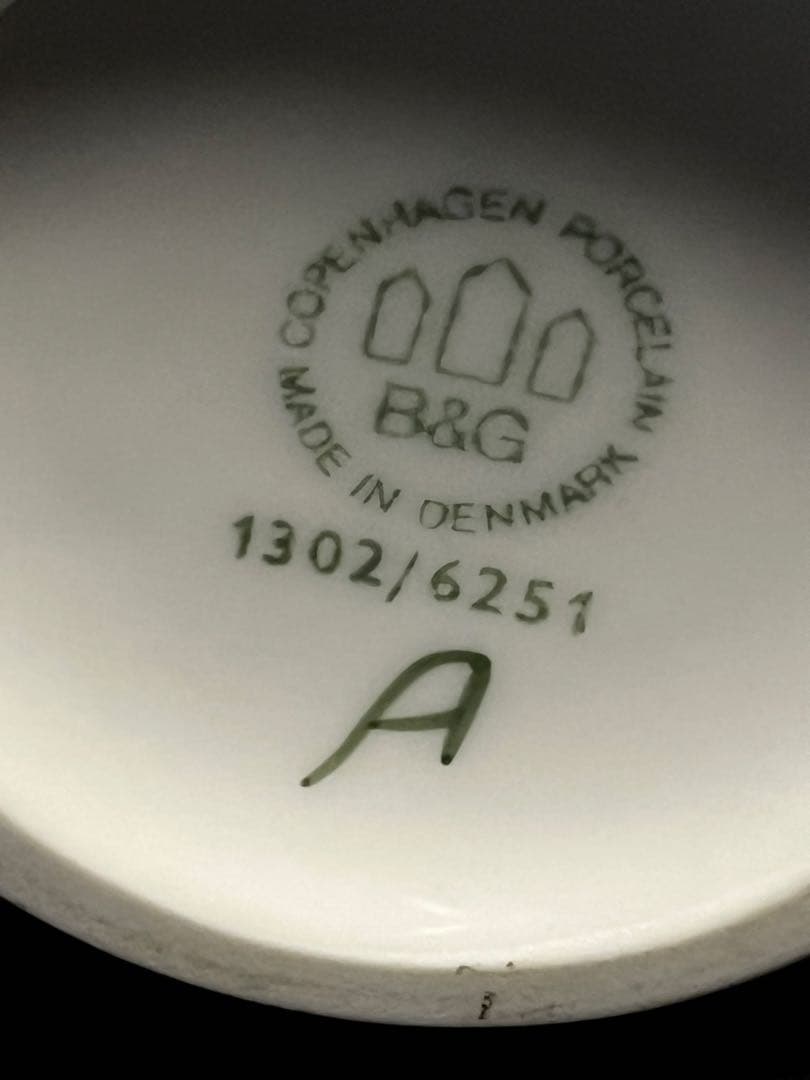 COPENHAGEN PORCELAIN
B&G
MADE IN DENMARK
1302/6251
A